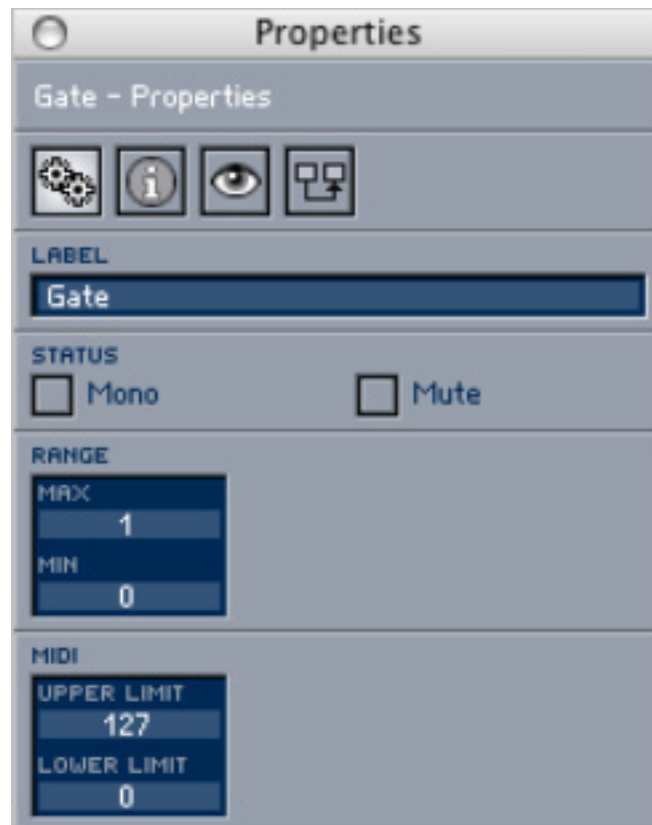 Properties
Gate - Properties
LABEL
Gate
STATUS
Mono Mute
RANGE
MAX
1
MIN
0
MIDI
UPPER LIMIT
127
LOWER LIMIT
0